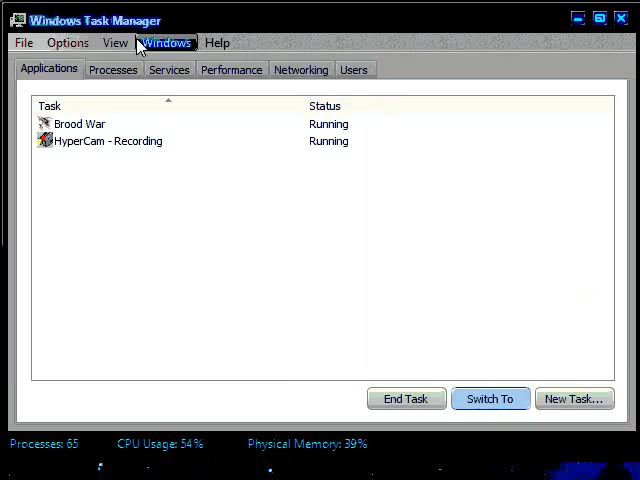 Windows Task Manager
File Options View Windows Help
Applications Processes Services Performance Networking Users
Task Status
Brood War Running
HyperCam - Recording Running
End Task Switch To New Task...
Processes: 65 CPU Usage: 54% Physical Memory: 39%